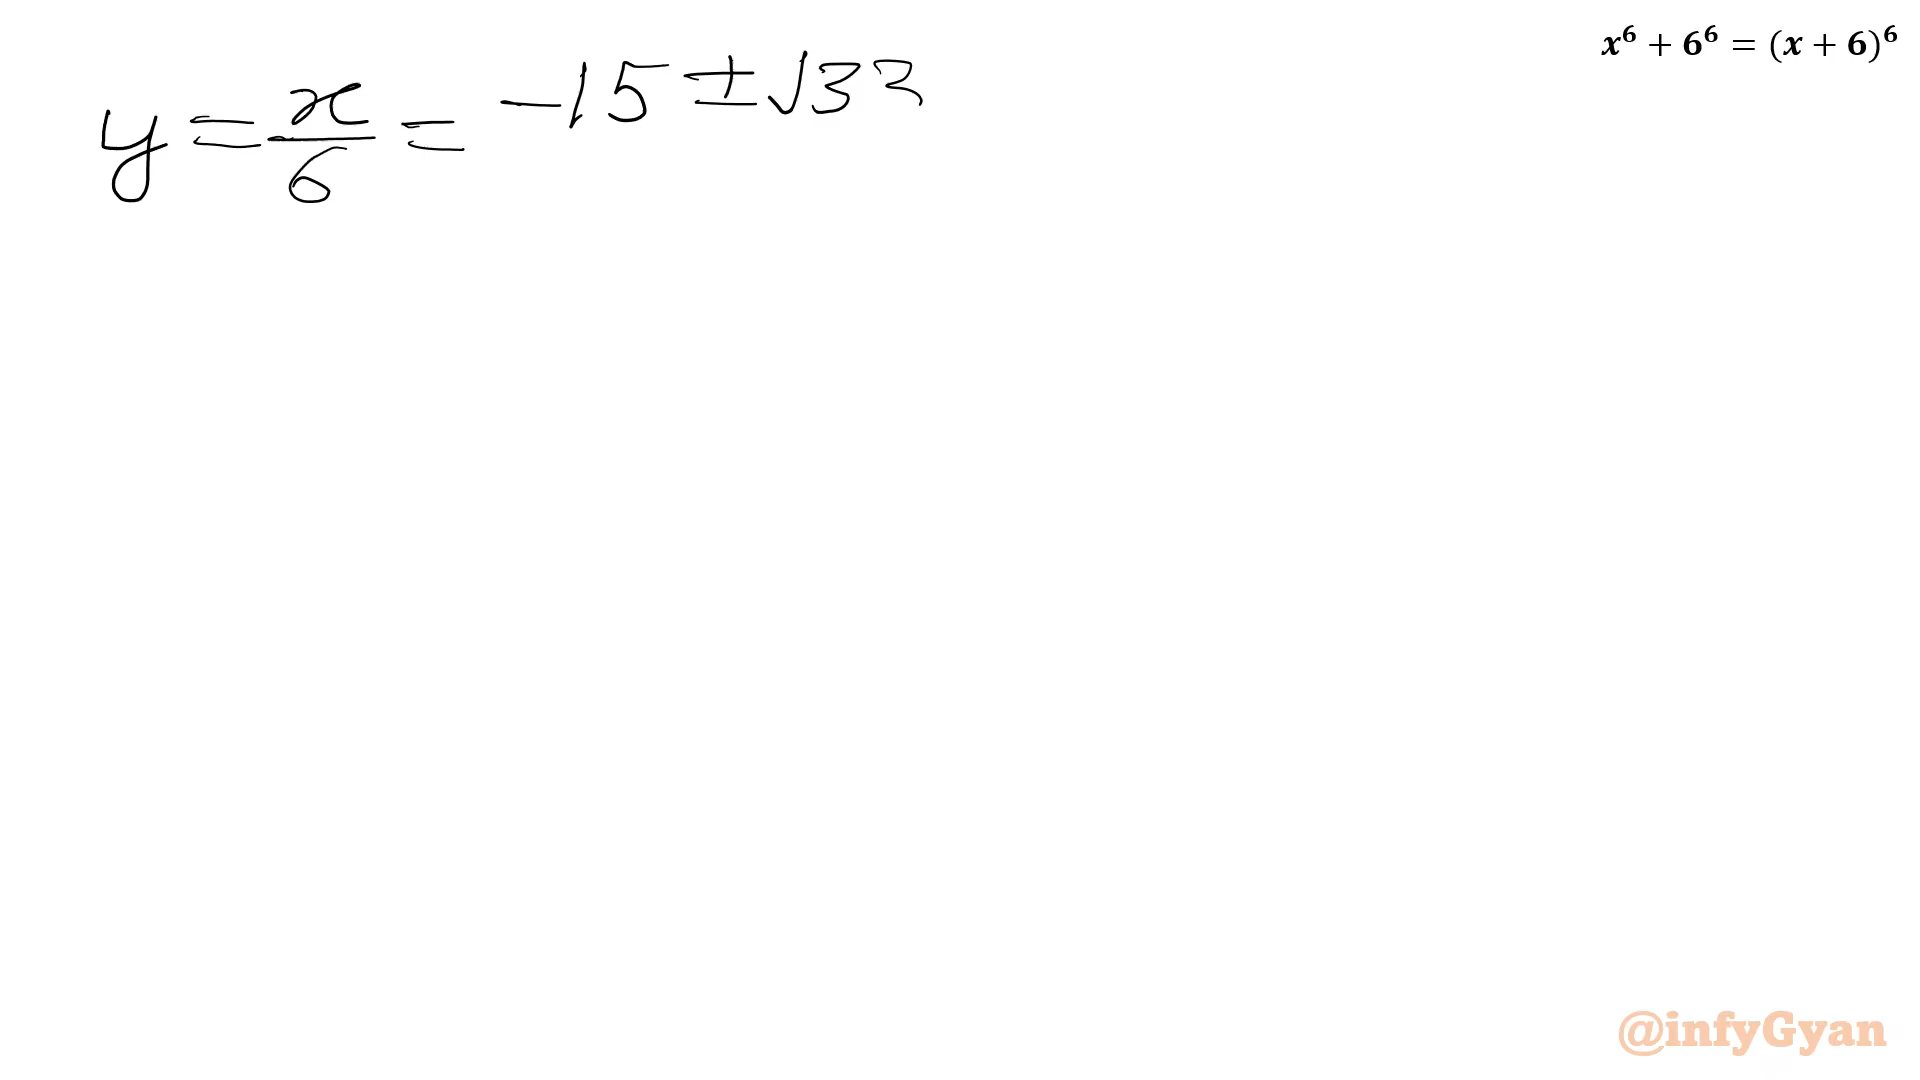 x⁶ + 6⁶ = (x + 6)⁶
y = x/6 = -15 ± √33
@infyGyan